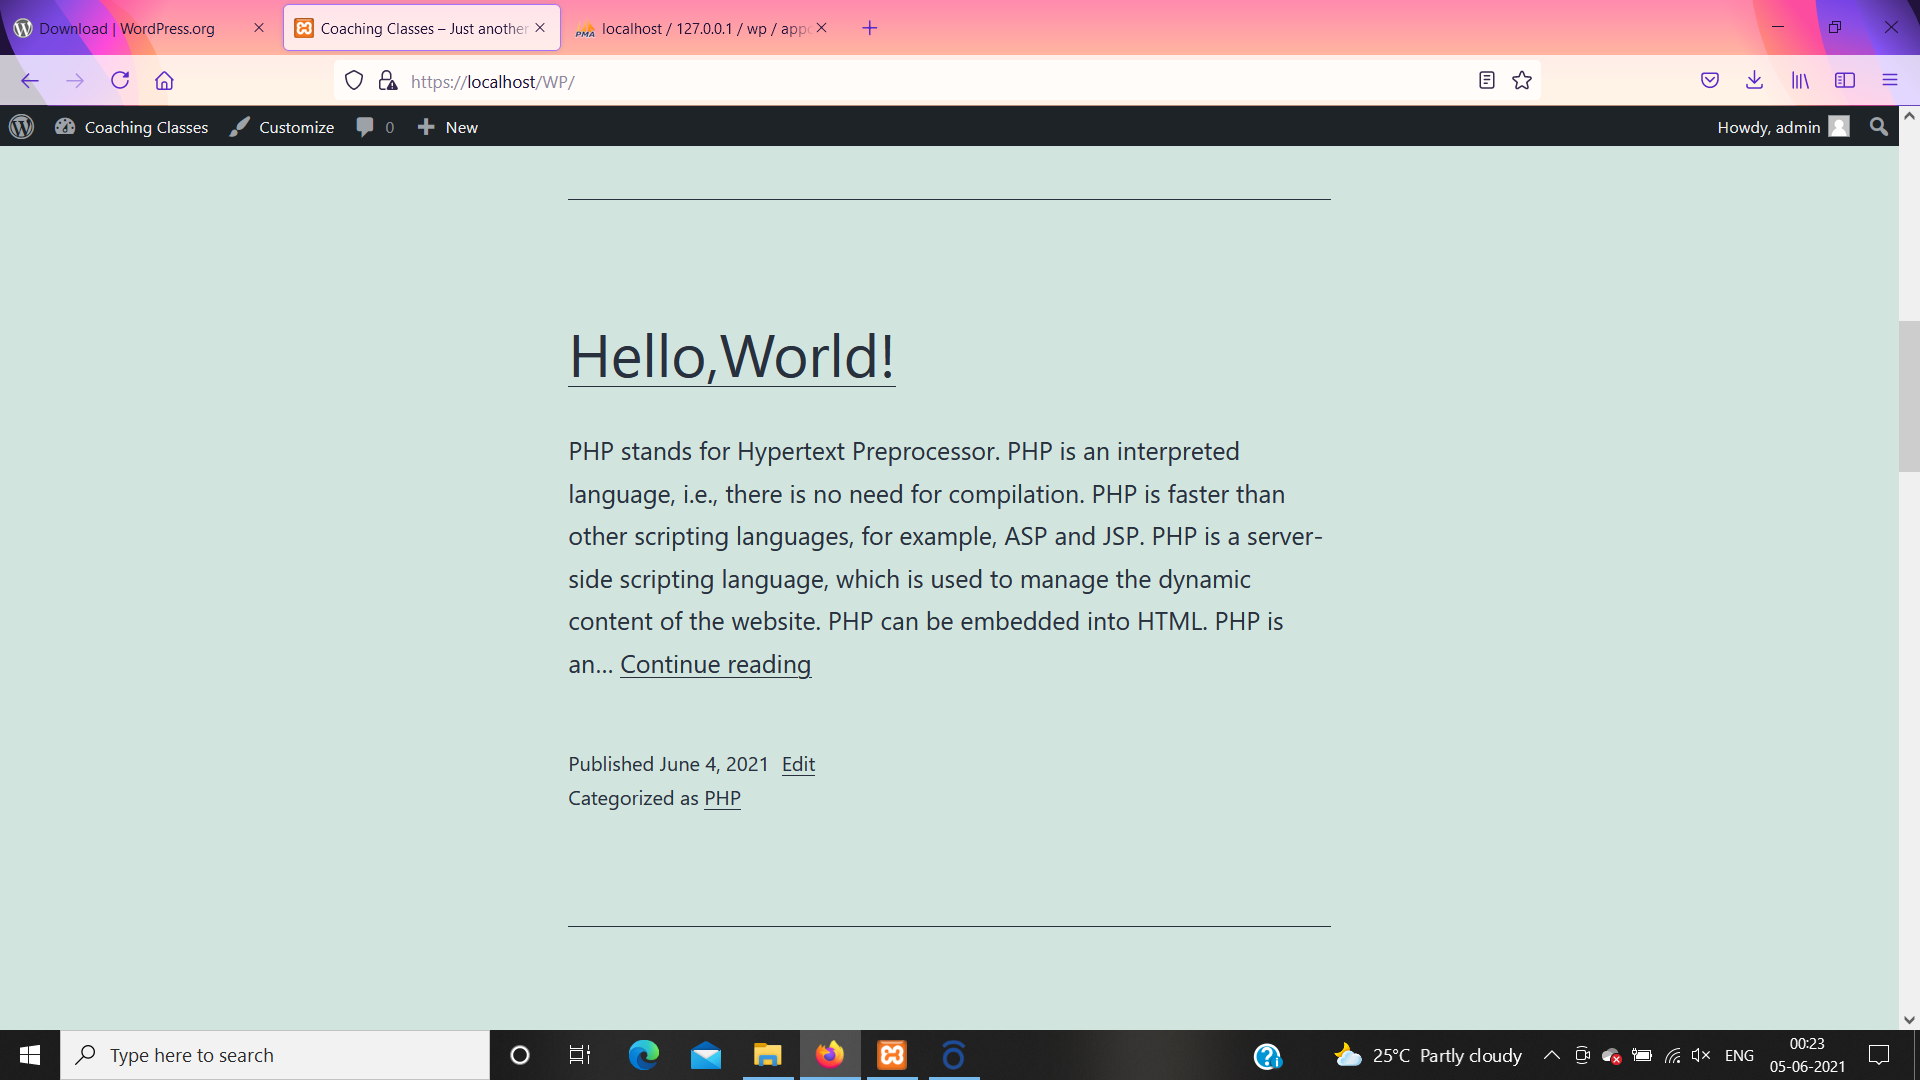 Download | WordPress.org
Coaching Classes – Just another
PMA
localhost / 127.0.0.1 / wp / appo
https://localhost/WP/
Coaching Classes
Customize
0
New
Howdy, admin
Hello,World!
PHP stands for Hypertext Preprocessor. PHP is an interpreted
language, i.e., there is no need for compilation. PHP is faster than
other scripting languages, for example, ASP and JSP. PHP is a server-
side scripting language, which is used to manage the dynamic
content of the website. PHP can be embedded into HTML. PHP is
an... Continue reading
Published June 4, 2021 Edit
Categorized as PHP
Type here to search
25°C Partly cloudy
ENG
00:23
05-06-2021